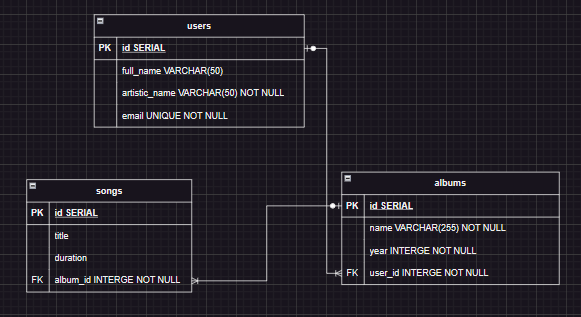 users
PK id SERIAL
full_name VARCHAR(50)
artistic_name VARCHAR(50) NOT NULL
email UNIQUE NOT NULL
songs
PK id SERIAL
title
duration
FK album_id INTERGE NOT NULL
albums
PK id SERIAL
name VARCHAR(255) NOT NULL
year INTERGE NOT NULL
FK user_id INTERGE NOT NULL